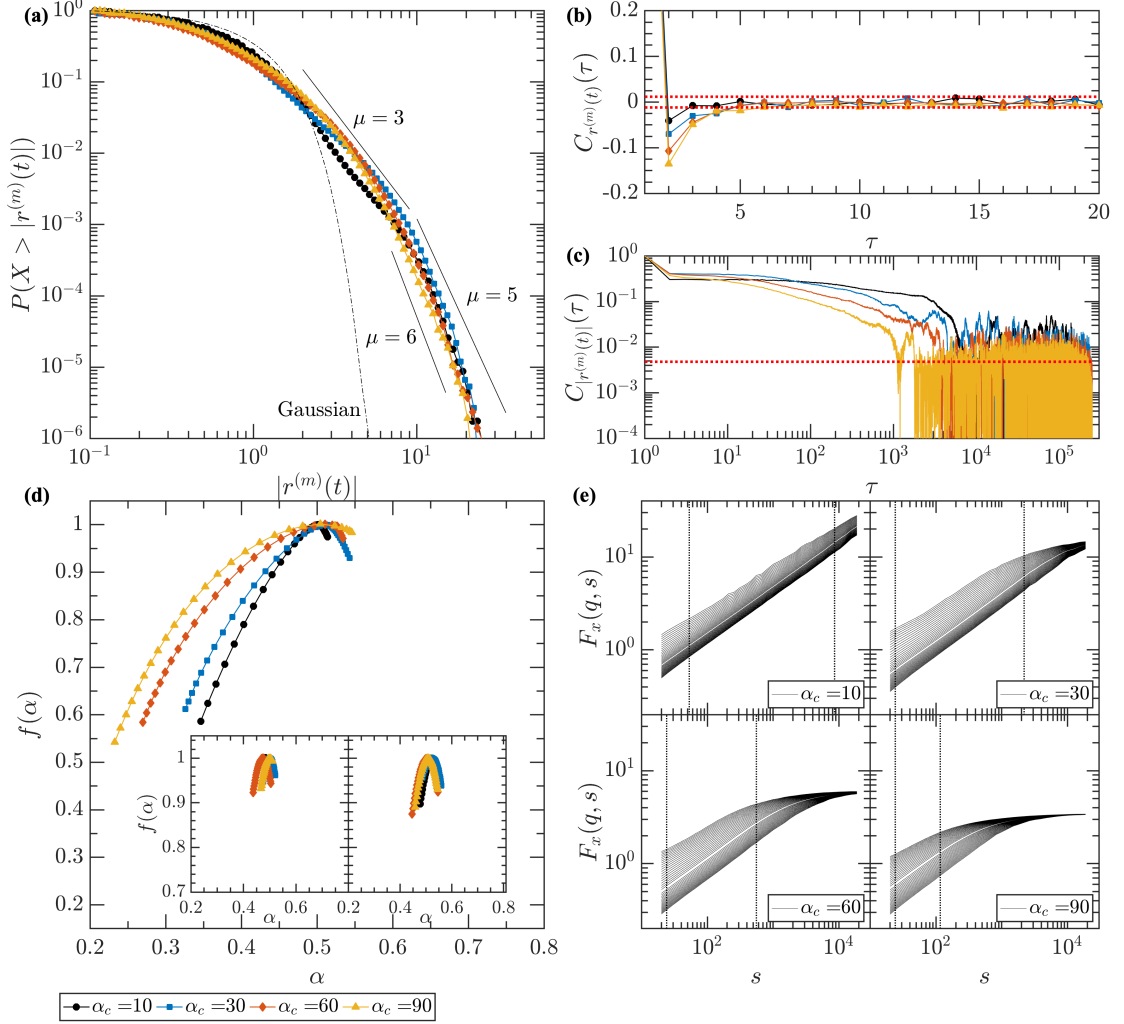 (a)
10^0
10^{-1}
10^{-2}
10^{-3}
10^{-4}
10^{-5}
10^{-6}
P(X > |r^{(m)}(t)|)
μ = 3
μ = 5
μ = 6
Gaussian
10^{-1} 10^0 10^1
|r^{(m)}(t)|
(b)
0.2
0.1
0
-0.1
-0.2
C_{r^{(m)}(t)}(τ)
5 10 15 20
τ
(c)
10^0
10^{-1}
10^{-2}
10^{-3}
10^{-4}
C_{|r^{(m)}(t)|}(τ)
10^0 10^1 10^2 10^3 10^4 10^5
τ
(d)
1
0.9
0.8
0.7
0.6
0.5
0.4
0.3
0.2
f(α)
0.2 0.3 0.4 0.5 0.6 0.7 0.8
α
1
0.9
0.8
0.7
f(α)
0.2 0.4 0.6 0.2 0.4 0.6 0.8
α α
(e)
10^1
10^0
F_x(q, s)
α_c =10
α_c =30
10^1
10^0
F_x(q, s)
α_c =60
α_c =90
10^2 10^4 10^2 10^4
s s
α_c =10 α_c =30 α_c =60 α_c =90